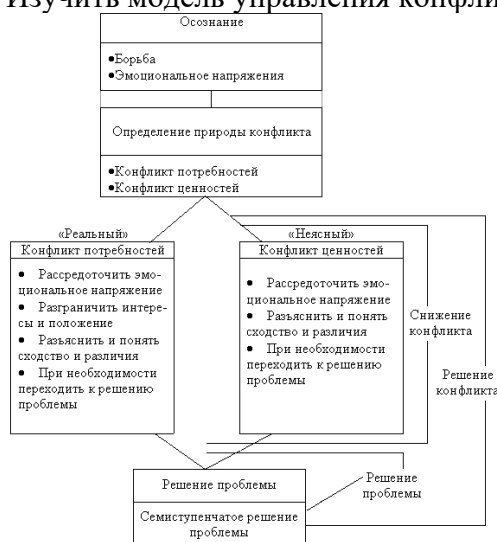 Изучить модель управления конфли
Осознание
●Борьба
●Эмоциональное напряжения
Определение природы конфликта
●Конфликт потребностей
●Конфликт ценностей
«Реальный»
Конфликт потребностей
● Рассредоточить эмо-
циональное напряжение
● Разграничить интере-
сы и положение
● Разъяснить и понять
сходство и различия
● При необходимости
переходить к решению
проблемы
«Неясный»
Конфликт ценностей
● Рассредоточить эмо-
циональное напряжение
● Разъяснить и понять
сходство и различия
● При необходимости
переходить к решению
проблемы
Снижение
конфликта
Решение
конфликта
Решение проблемы
Семиступенчатое решение
проблемы
Решение
проблемы